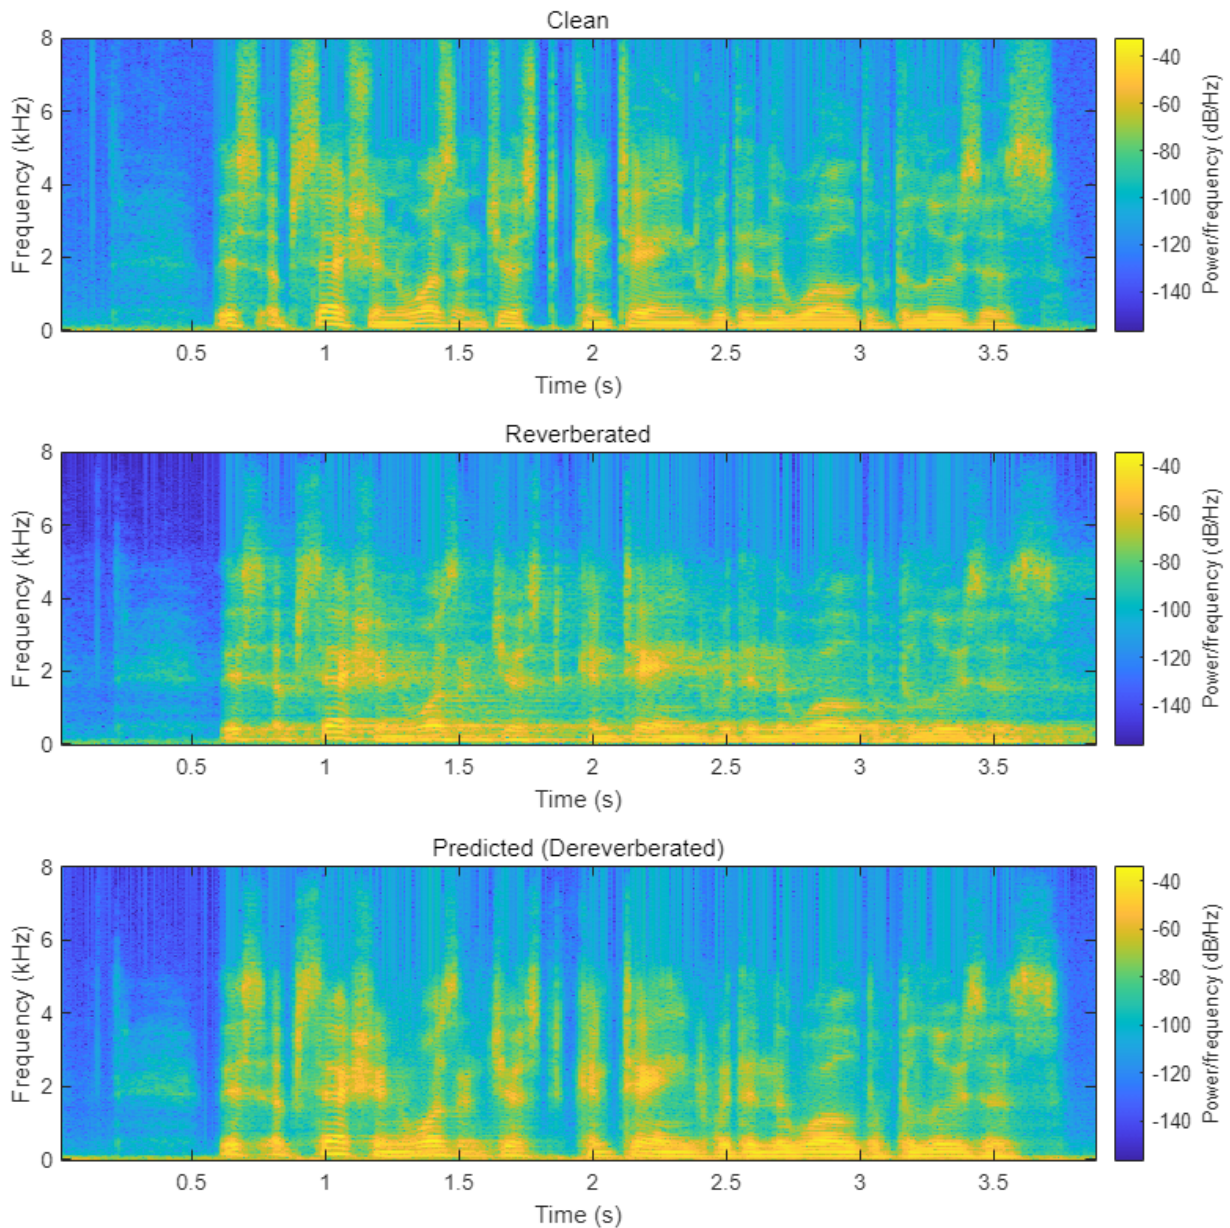 Clean
8
6
4
2
0
Frequency (kHz)
0.5 1 1.5 2 2.5 3 3.5
Time (s)
-40
-60
-80
-100
-120
-140
Power/frequency (dB/Hz)
Reverberated
8
6
4
2
0
Frequency (kHz)
0.5 1 1.5 2 2.5 3 3.5
Time (s)
-40
-60
-80
-100
-120
-140
Power/frequency (dB/Hz)
Predicted (Dereverberated)
8
6
4
2
0
Frequency (kHz)
0.5 1 1.5 2 2.5 3 3.5
Time (s)
-40
-60
-80
-100
-120
-140
Power/frequency (dB/Hz)